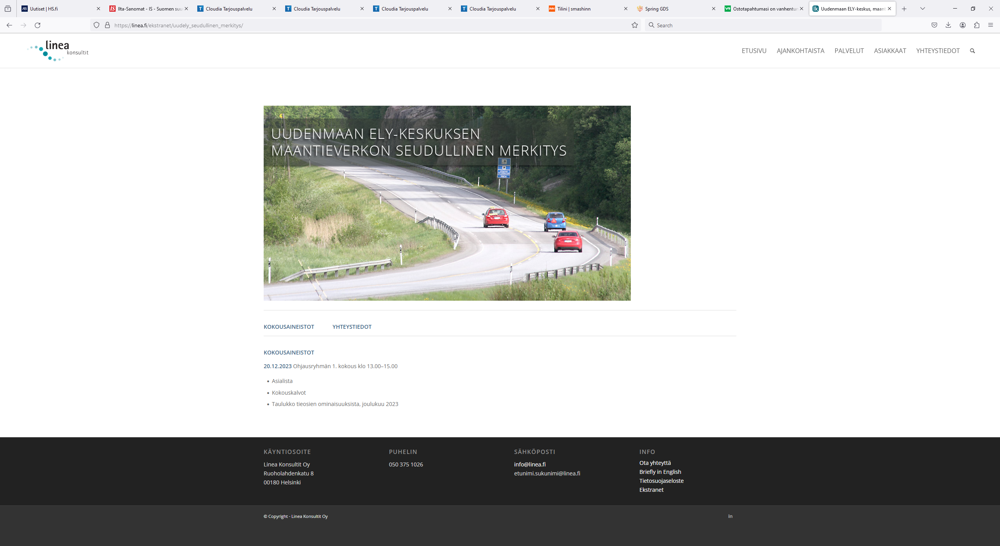 Uutiset | HS.fi
Ilta-Sanomat - IS - Suomen suu
Cloudia Tarjouspalvelu
Cloudia Tarjouspalvelu
Cloudia Tarjouspalvelu
Cloudia Tarjouspalvelu
Tilini | smashinn
Spring GDS
Ostotapahtumasi on vanhentun
Uudenmaan ELY-keskus, maant
https://linea.fi/ekstranet/uudely_seudullinen_merkitys/
Search
linea
konsultit
ETUSIVU
AJANKOHTAISTA
PALVELUT
ASIAKKAAT
YHTEYSTIEDOT
UUDENMAAN ELY-KESKUKSEN
MAANTIEVERKON SEUDULLINEN MERKITYS
OPASTUS
INFORMATION
500 m
KOKOUSAINEISTOT
YHTEYSTIEDOT
KOKOUSAINEISTOT
20.12.2023 Ohjausryhmän 1. kokous klo 13.00–15.00
• Asialista
• Kokouskalvot
• Taulukko tieosien ominaisuuksista, joulukuu 2023
KÄYNTIOSOITE
Linea Konsultit Oy
Ruoholahdenkatu 8
00180 Helsinki
PUHELIN
050 375 1026
SÄHKÖPOSTI
info@linea.fi
etunimi.sukunimi@linea.fi
INFO
Ota yhteyttä
Briefly in English
Tietosuojaseloste
Ekstranet
© Copyright - Linea Konsultit Oy
in